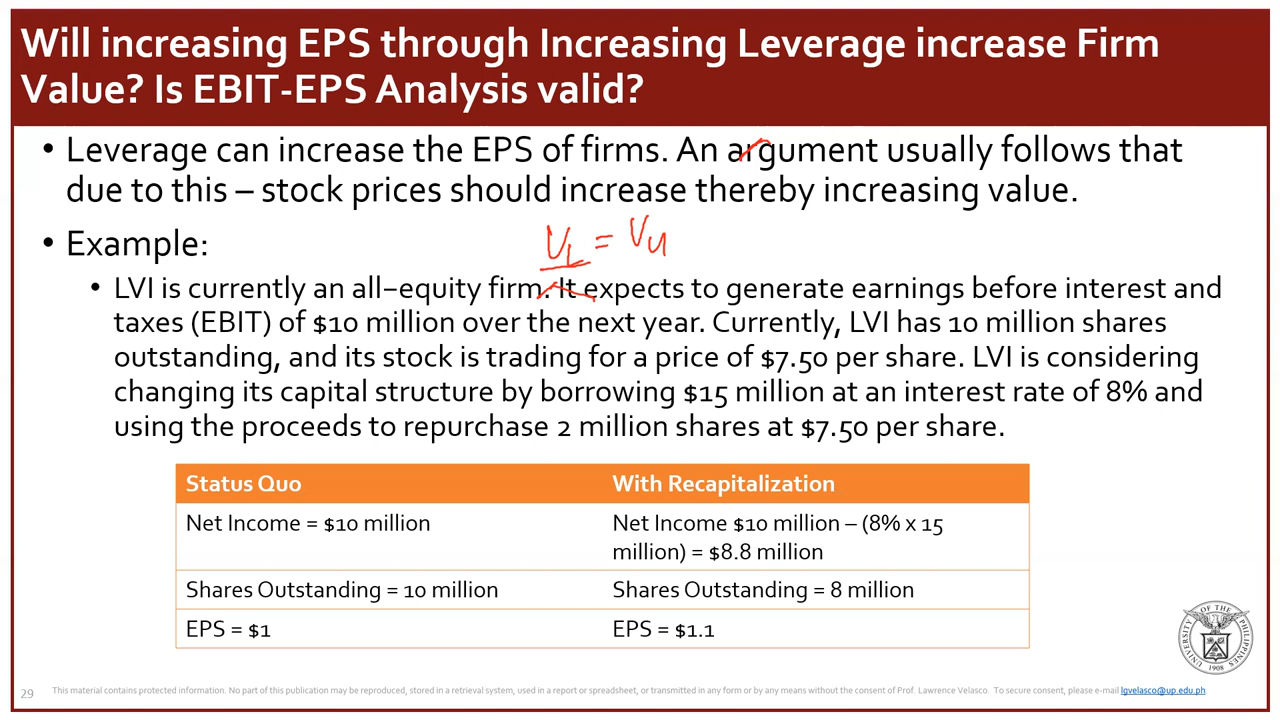 Will increasing EPS through Increasing Leverage increase Firm
Value? Is EBIT-EPS Analysis valid?
• Leverage can increase the EPS of firms. An argument usually follows that
due to this – stock prices should increase thereby increasing value.
• Example:
V_L = V_U
• LVI is currently an all–equity firm. It expects to generate earnings before interest and
taxes (EBIT) of $10 million over the next year. Currently, LVI has 10 million shares
outstanding, and its stock is trading for a price of $7.50 per share. LVI is considering
changing its capital structure by borrowing $15 million at an interest rate of 8% and
using the proceeds to repurchase 2 million shares at $7.50 per share.
Status Quo
With Recapitalization
Net Income = $10 million
Net Income $10 million – (8% x 15
million) = $8.8 million
Shares Outstanding = 10 million
Shares Outstanding = 8 million
EPS = $1
EPS = $1.1
UNIVERSITY OF THE PHILIPPINES
1908
29
This material contains protected information. No part of this publication may be reproduced, stored in a retrieval system, used in a report or spreadsheet, or transmitted in any form or by any means without the consent of Prof. Lawrence Velasco. To secure consent, please e-mail lgvelasco@up.edu.ph.